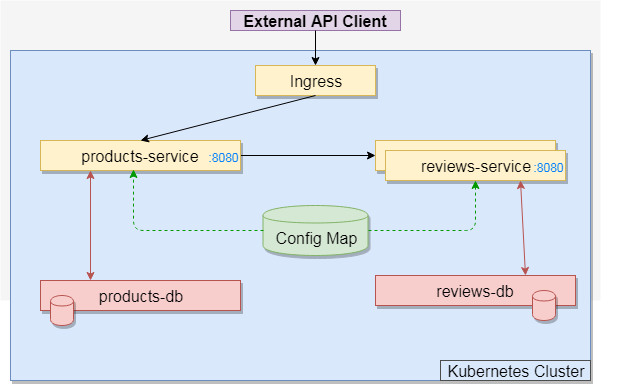 External API Client
Ingress
products-service :8080
reviews-service :8080
Config Map
products-db
reviews-db
Kubernetes Cluster